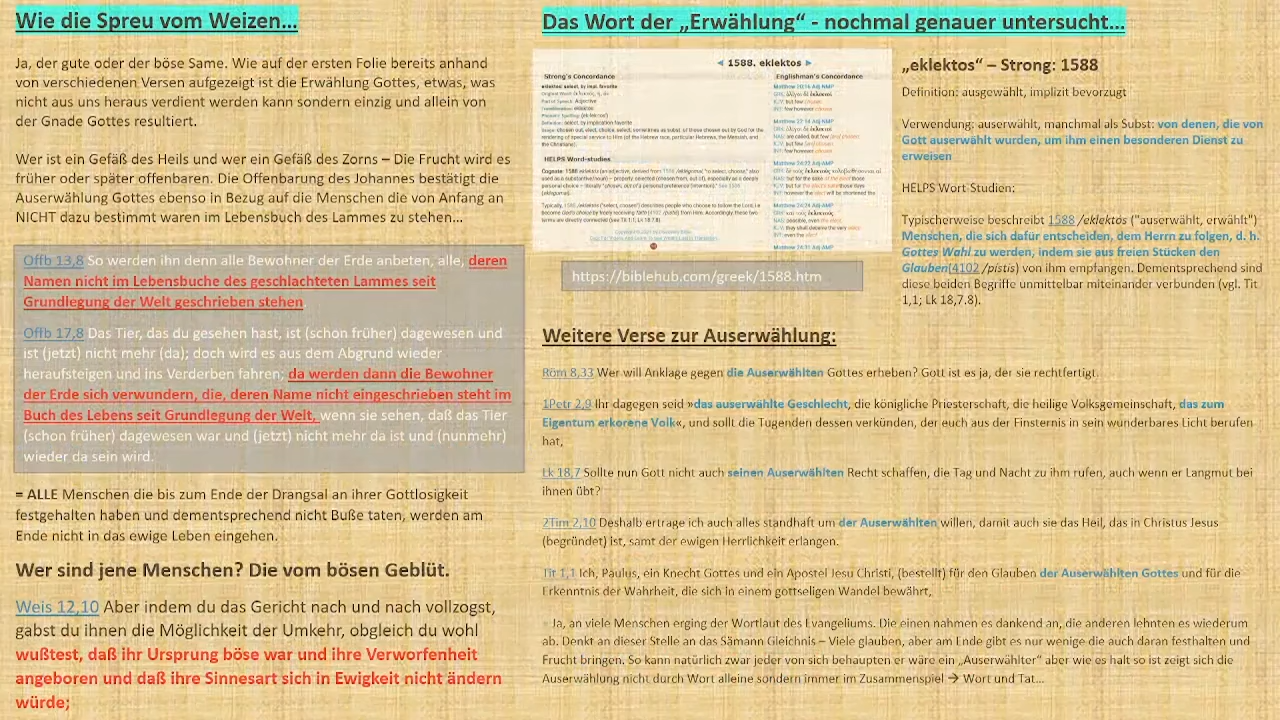 Wie die Spreu vom Weizen...
Ja, der gute oder der böse Same. Wie auf der ersten Folie bereits anhand
von verschiedenen Versen aufgezeigt ist die Erwählung Gottes, etwas, was
nicht aus uns heraus verdient werden kann sondern einzig und allein von
der Gnade Gottes resultiert.
Wer ist ein Gefäß des Heils und wer ein Gefäß des Zorns – Die Frucht wird es
früher oder später offenbaren. Die Offenbarung des Johannes bestätigt die
Auserwählung Gottes ebenso in Bezug auf die Menschen die von Anfang an
NICHT dazu bestimmt waren im Lebensbuch des Lammes zu stehen...
Offb 13,8 So werden ihn denn alle Bewohner der Erde anbeten, alle, deren
Namen nicht im Lebensbuche des geschlachteten Lammes seit
Grundlegung der Welt geschrieben stehen.
Offb 17,8 Das Tier, das du gesehen hast, ist (schon früher) dagewesen und
ist (jetzt) nicht mehr (da); doch wird es aus dem Abgrund wieder
heraufsteigen und ins Verderben fahren; da werden dann die Bewohner
der Erde sich verwundern, die, deren Name nicht eingeschrieben steht im
Buch des Lebens seit Grundlegung der Welt, wenn sie sehen, daß das Tier
(schon früher) dagewesen war und (jetzt) nicht mehr da ist und (nunmehr)
wieder da sein wird.
= ALLE Menschen die bis zum Ende der Drangsal an ihrer Gottlosigkeit
festgehalten haben und dementsprechend nicht Buße taten, werden am
Ende nicht in das ewige Leben eingehen.
Wer sind jene Menschen? Die vom bösen Geblüt.
Weis 12,10 Aber indem du das Gericht nach und nach vollzogst,
gabst du ihnen die Möglichkeit der Umkehr, obgleich du wohl
wußtest, daß ihr Ursprung böse war und ihre Verworfenheit
angeboren und daß ihre Sinnesart sich in Ewigkeit nicht ändern
würde;
Das Wort der „Erwählung“ - nochmal genauer untersucht...
◄ 1588. eklektos ►
Strong's Concordance
eklektos: select, by impl. favorite
Part of Speech: Adjective
Definition: select, by implication favorite
HELPS Word-studies
Englishman's Concordance
Matthew 20:16 Adj-NMP
Matthew 22:14 Adj-NMP
https://biblehub.com/greek/1588.htm
„eklektos“ – Strong: 1588
Definition: ausgewählt, implizit bevorzugt
Verwendung: auserwählt, manchmal als Subst: von denen, die von
Gott auserwählt wurden, um ihm einen besonderen Dienst zu
erweisen
HELPS Wort-Studien:
Typischerweise beschreibt 1588 /eklektos ("auserwählt, erwählt")
Menschen, die sich dafür entscheiden, dem Herrn zu folgen, d. h.
Gottes Wahl zu werden, indem sie aus freien Stücken den
Glauben(4102 /pistis) von ihm empfangen. Dementsprechend sind
diese beiden Begriffe unmittelbar miteinander verbunden (vgl. Tit
1,1; Lk 18,7.8).
Weitere Verse zur Auserwählung:
Röm 8,33 Wer will Anklage gegen die Auserwählten Gottes erheben? Gott ist es ja, der sie rechtfertigt.
1Petr 2,9 Ihr dagegen seid »das auserwählte Geschlecht, die königliche Priesterschaft, die heilige Volksgemeinschaft, das zum
Eigentum erkorene Volk«, und sollt die Tugenden dessen verkünden, der euch aus der Finsternis in sein wunderbares Licht berufen
hat,
Lk 18,7 Sollte nun Gott nicht auch seinen Auserwählten Recht schaffen, die Tag und Nacht zu ihm rufen, auch wenn er Langmut bei
ihnen übt?
2Tim 2,10 Deshalb ertrage ich auch alles standhaft um der Auserwählten willen, damit auch sie das Heil, das in Christus Jesus
(begründet) ist, samt der ewigen Herrlichkeit erlangen.
Tit 1,1 Ich, Paulus, ein Knecht Gottes und ein Apostel Jesu Christi, (bestellt) für den Glauben der Auserwählten Gottes und für die
Erkenntnis der Wahrheit, die sich in einem gottseligen Wandel bewährt,
= Ja, an viele Menschen erging der Wortlaut des Evangeliums. Die einen nahmen es dankend an, die anderen lehnten es wiederum
ab. Denkt an dieser Stelle an das Sämann Gleichnis – Viele glauben, aber am Ende gibt es nur wenige die auch daran festhalten und
Frucht bringen. So kann natürlich zwar jeder von sich behaupten er wäre ein „Auserwählter“ aber wie es halt so ist zeigt sich die
Auserwählung nicht durch Wort alleine sondern immer im Zusammenspiel → Wort und Tat...